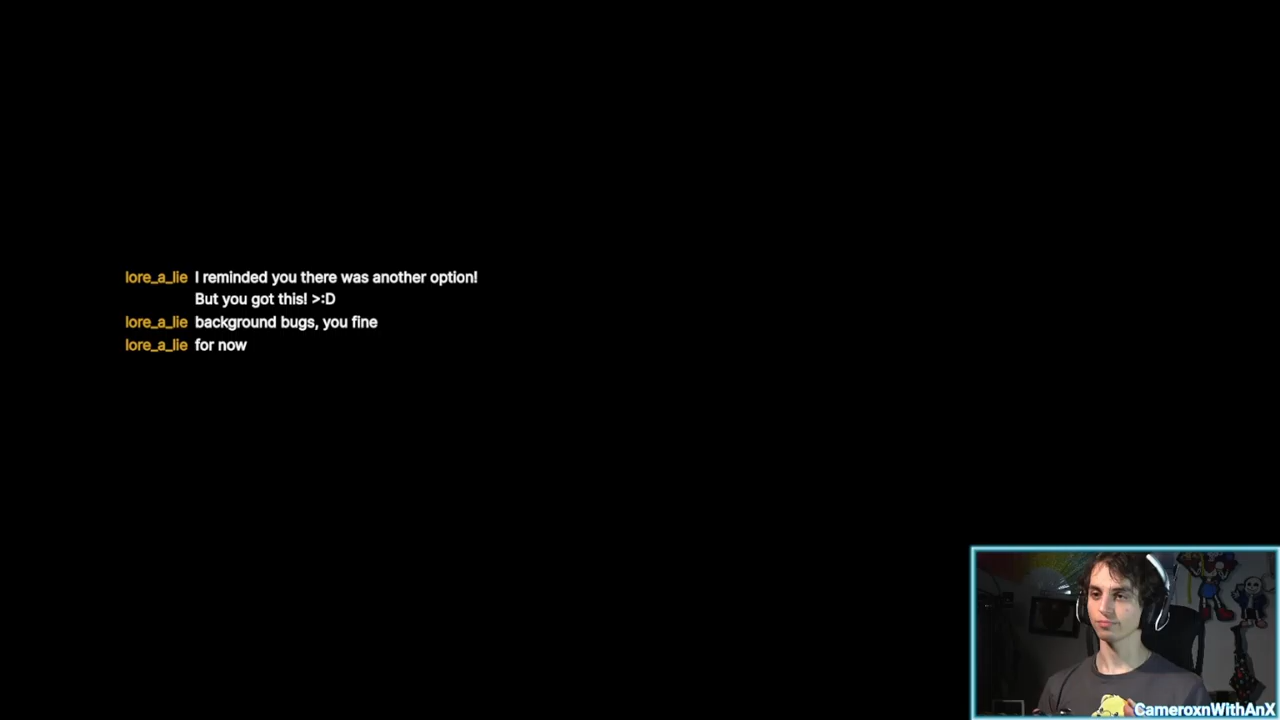 lore_a_lie I reminded you there was another option!
But you got this! >:D
lore_a_lie background bugs, you fine
lore_a_lie for now
CameroxnWithAnX